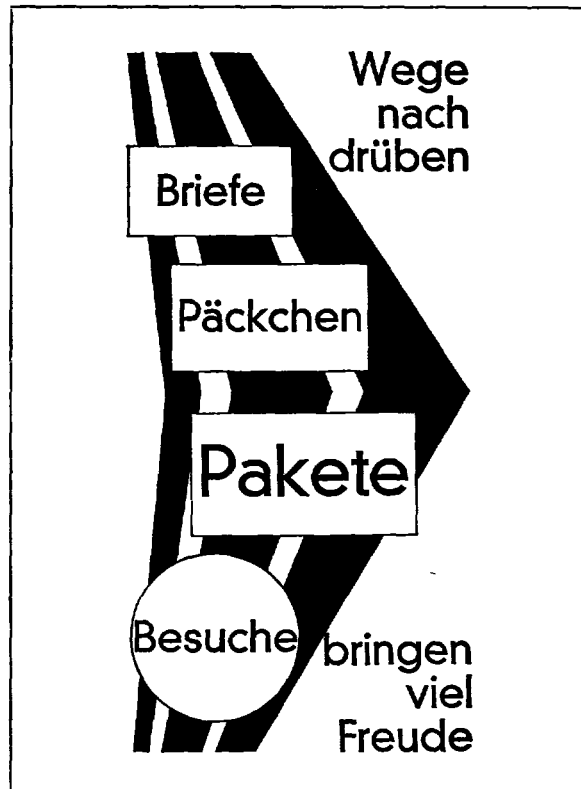 Wege
nach
drüben
Briefe
Päckchen
Pakete
Besuche
bringen
viel
Freude